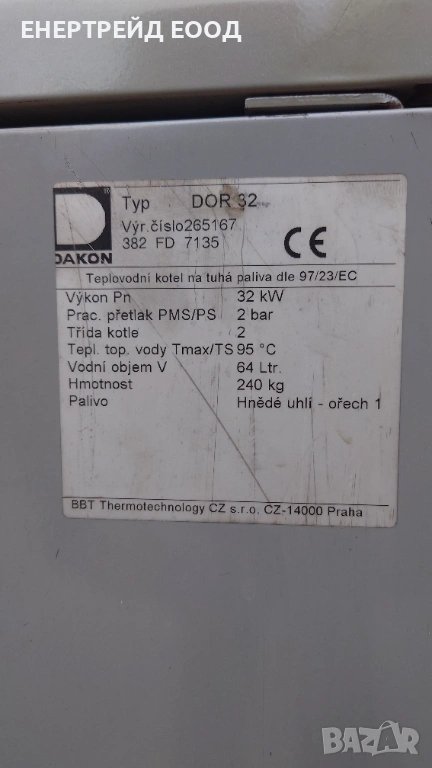 ЕНЕРТРЕЙД ЕООД
Typ DOR 32
Výr.číslo265167
382 FD 7135
CE
DAKON
Teplovodní kotel na tuhá paliva dle 97/23/EC
Výkon Pn 32 kW
Prac. přetlak PMS/PS 2 bar
Třída kotle 2
Tepl. top. vody Tmax/TS 95 °C
Vodní objem V 64 Ltr.
Hmotnost 240 kg
Palivo Hnědé uhlí - ořech 1
BBT Thermotechnology CZ s.r.o. CZ-14000 Praha
BAZAR